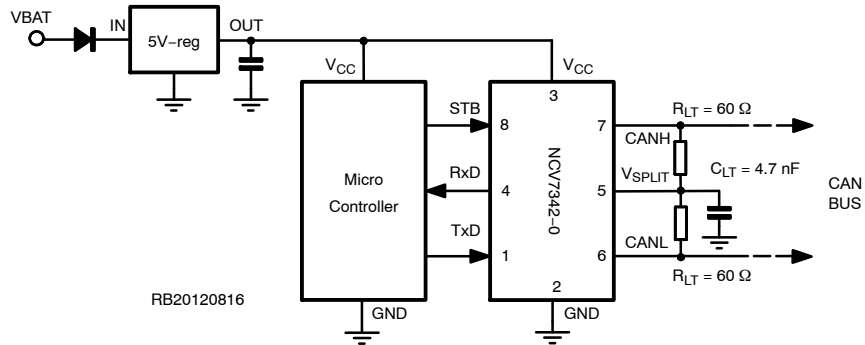 VBAT
IN
5V-reg
OUT
VCC
VCC
3
STB
8
7
RLT = 60 Ω
CANH
Micro
Controller
RxD
4
NCV7342-0
VSPLIT
5
CLT = 4.7 nF
CAN
BUS
TxD
1
CANL
6
RLT = 60 Ω
2
RB20120816
GND
GND